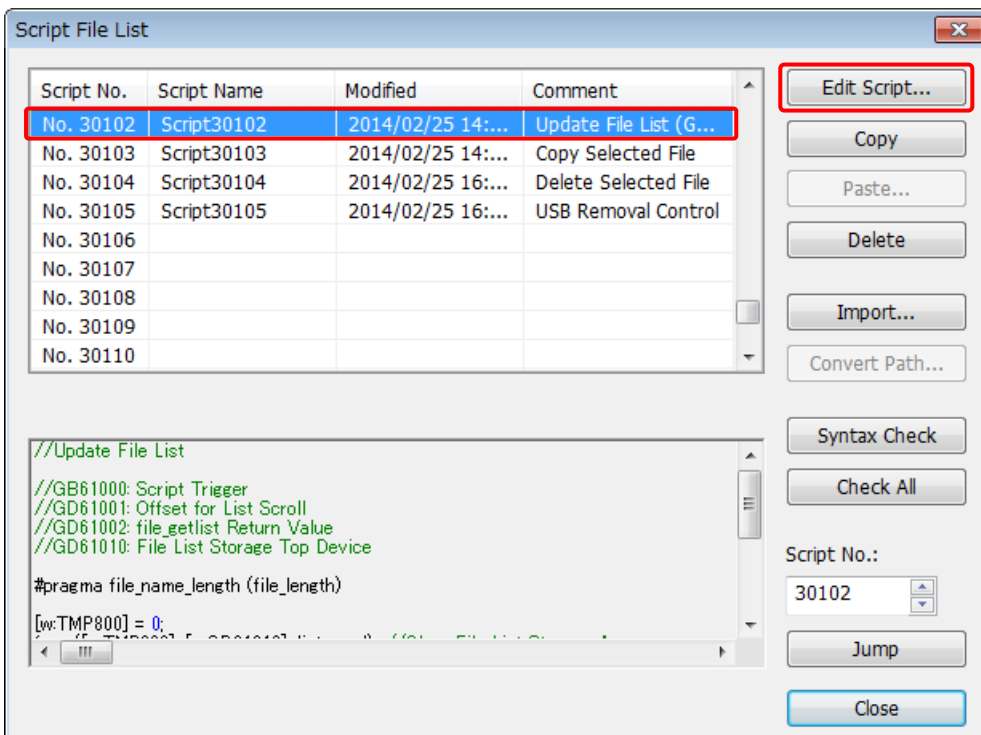 Script File List
Script No. Script Name Modified Comment
No. 30102 Script30102 2014/02/25 14:... Update File List (G...
No. 30103 Script30103 2014/02/25 14:... Copy Selected File
No. 30104 Script30104 2014/02/25 16:... Delete Selected File
No. 30105 Script30105 2014/02/25 16:... USB Removal Control
No. 30106
No. 30107
No. 30108
No. 30109
No. 30110
Edit Script...
Copy
Paste...
Delete
Import...
Convert Path...
Syntax Check
Check All
Script No.:
30102
Jump
Close
//Update File List
//GB61000: Script Trigger
//GD61001: Offset for List Scroll
//GD61002: file_getlist Return Value
//GD61010: File List Storage Top Device
#pragma file_name_length (file_length)
[w:TMP800] = 0;